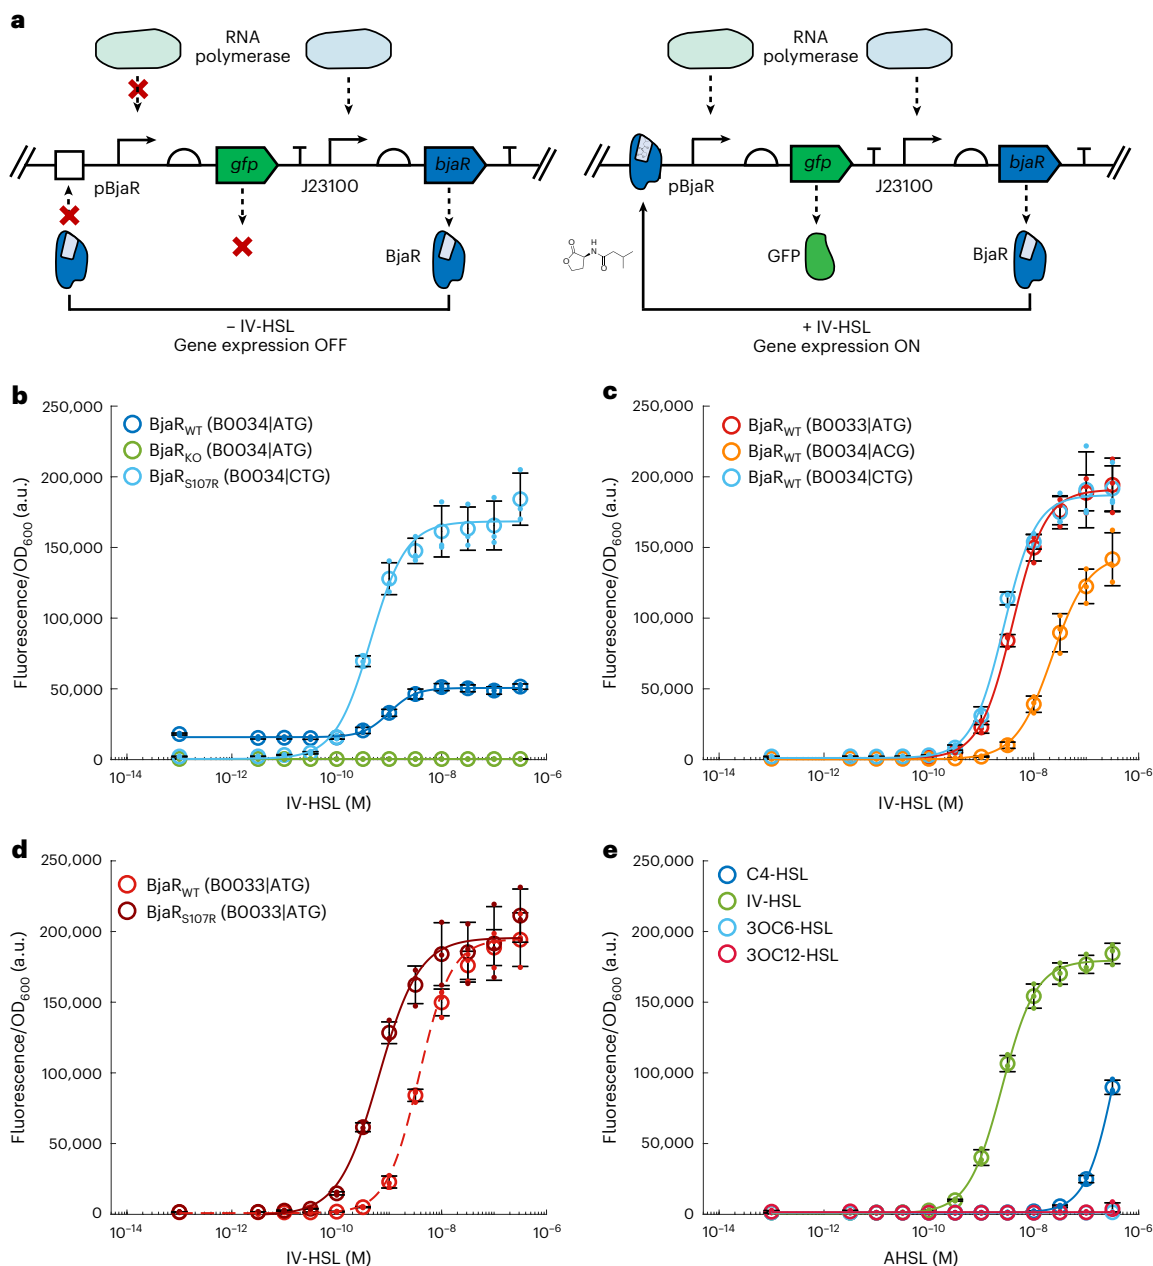 a
RNA polymerase
RNA polymerase
gfp
bjaR
pBjaR
J23100
BjaR
– IV-HSL
Gene expression OFF
gfp
bjaR
pBjaR
J23100
O
O
H
N
O
GFP
BjaR
+ IV-HSL
Gene expression ON
b
250,000
200,000
150,000
100,000
50,000
0
Fluorescence/OD600 (a.u.)
BjaRWT (B0034|ATG)
BjaRKO (B0034|ATG)
BjaRS107R (B0034|CTG)
10−14
10−12
10−10
10−8
10−6
IV-HSL (M)
c
250,000
200,000
150,000
100,000
50,000
0
Fluorescence/OD600 (a.u.)
BjaRWT (B0033|ATG)
BjaRWT (B0034|ACG)
BjaRWT (B0034|CTG)
10−14
10−12
10−10
10−8
10−6
IV-HSL (M)
d
250,000
200,000
150,000
100,000
50,000
0
Fluorescence/OD600 (a.u.)
BjaRWT (B0033|ATG)
BjaRS107R (B0033|ATG)
10−14
10−12
10−10
10−8
10−6
IV-HSL (M)
e
250,000
200,000
150,000
100,000
50,000
0
Fluorescence/OD600 (a.u.)
C4-HSL
IV-HSL
3OC6-HSL
3OC12-HSL
10−14
10−12
10−10
10−8
10−6
AHSL (M)